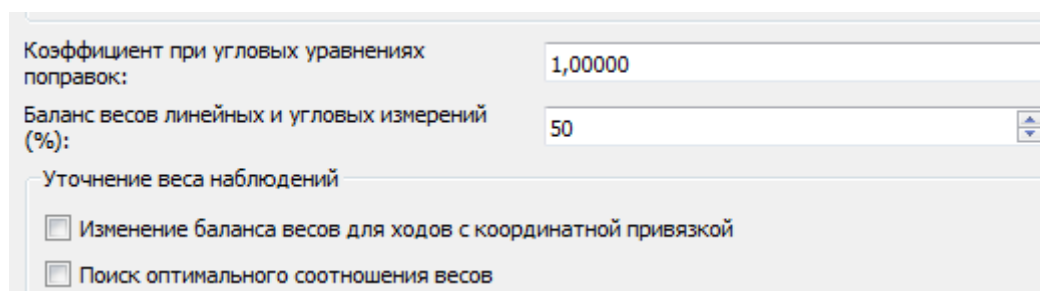 Коэффициент при угловых уравнениях
поправок:
1,00000
Баланс весов линейных и угловых измерений
(%):
50
Уточнение веса наблюдений
Изменение баланса весов для ходов с координатной привязкой
Поиск оптимального соотношения весов